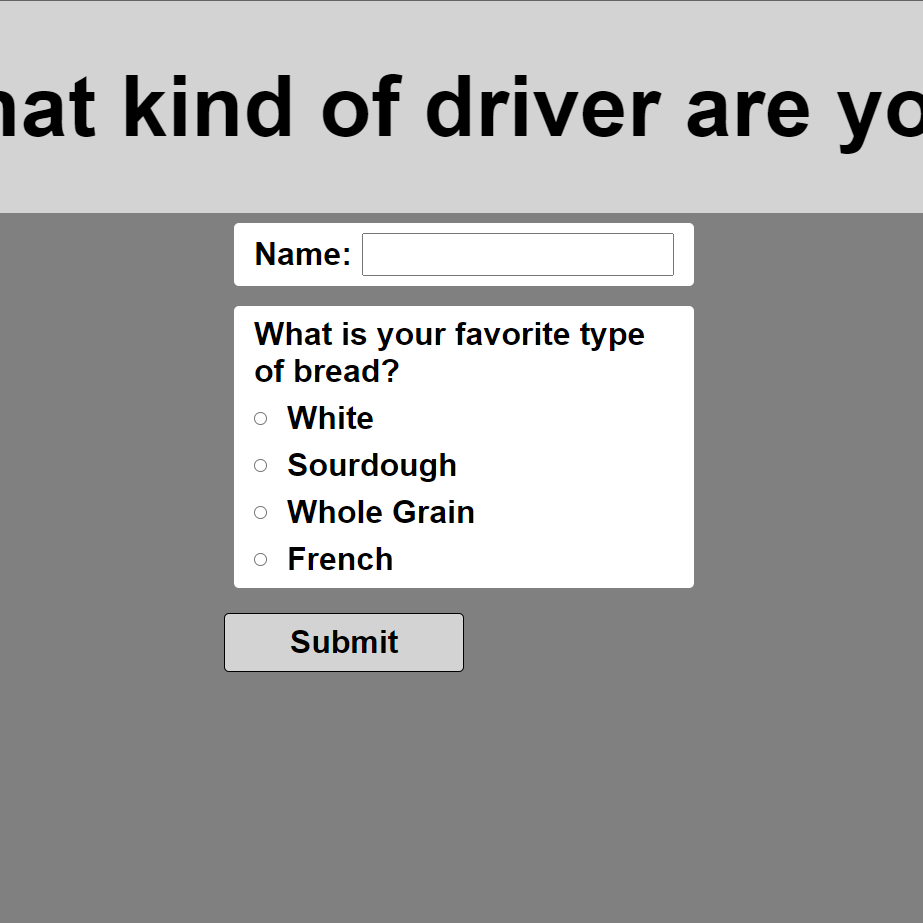 hat kind of driver are yo
Name:
What is your favorite type
of bread?
White
Sourdough
Whole Grain
French
Submit